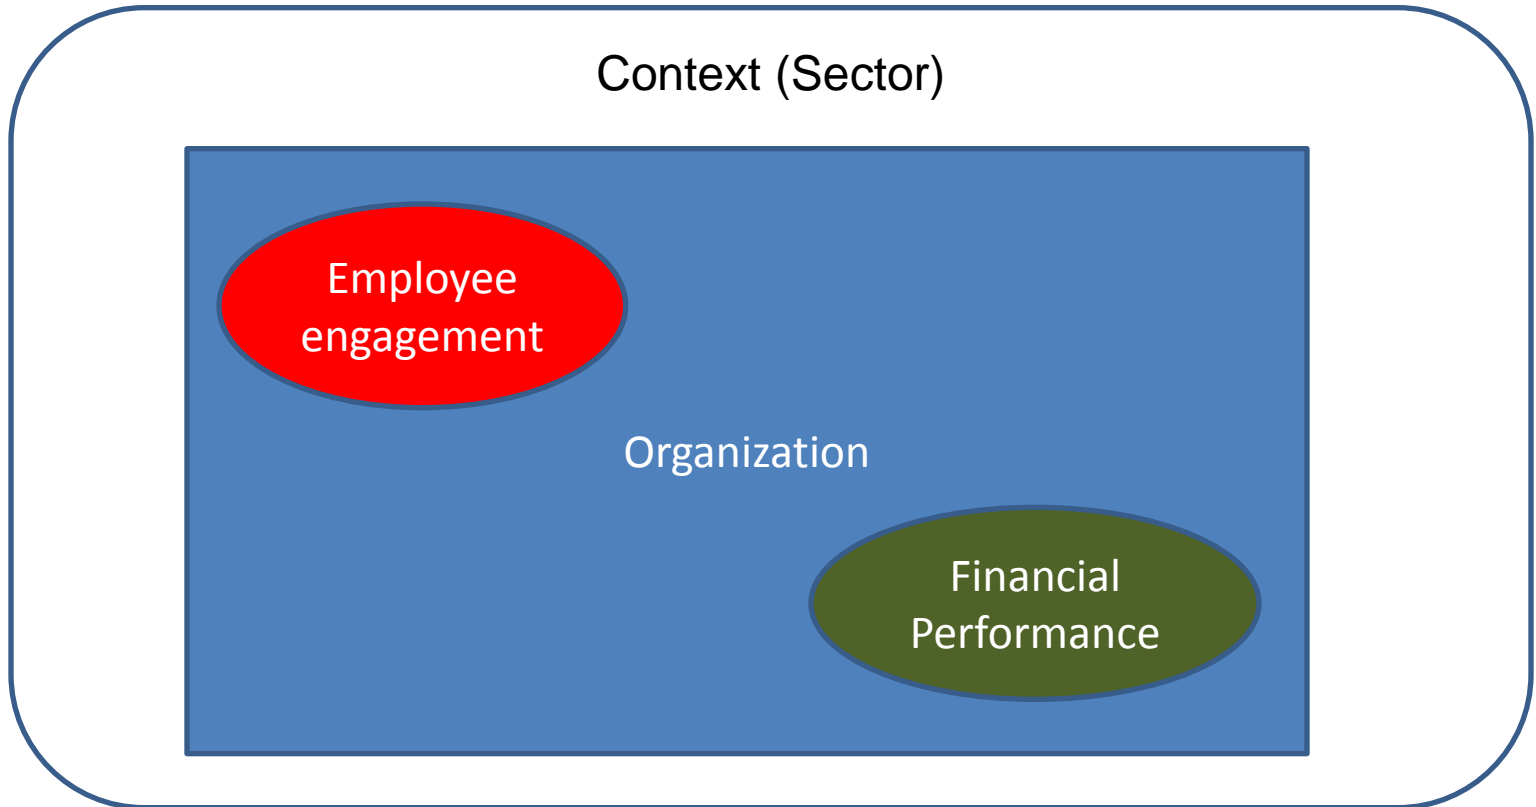 Context (Sector)
Employee
engagement
Organization
Financial
Performance